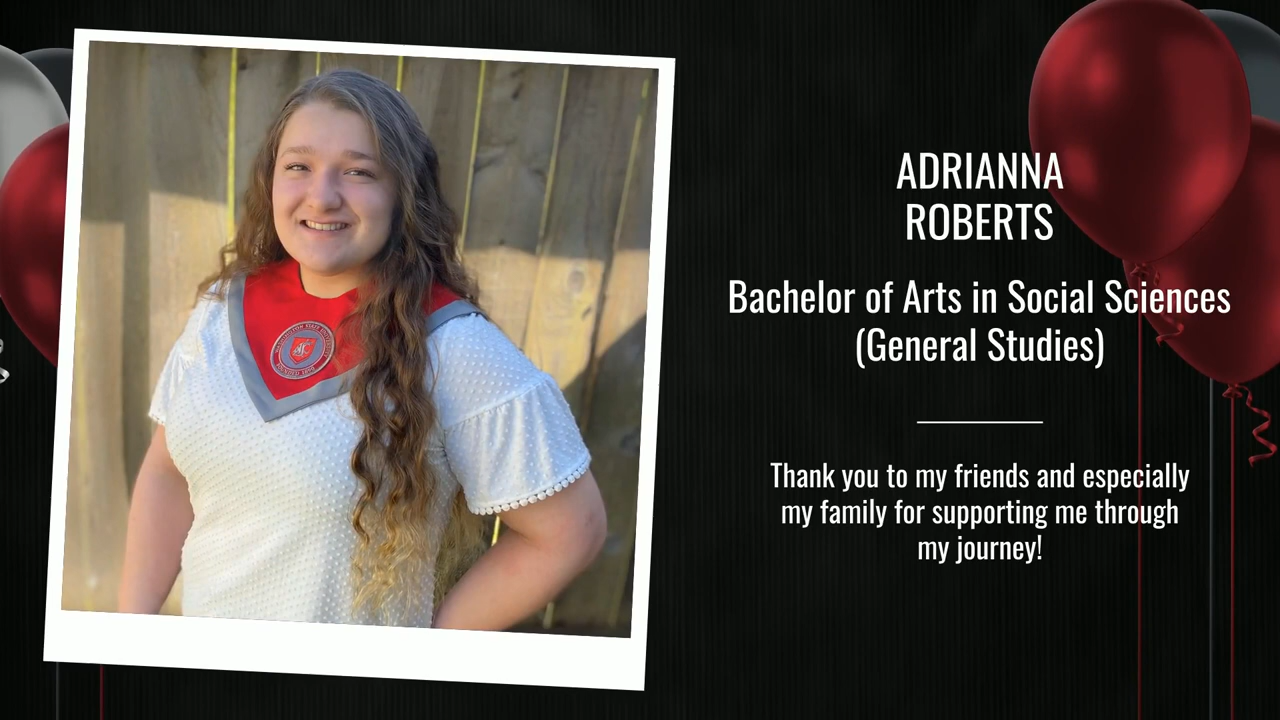 ADRIANNA
ROBERTS
Bachelor of Arts in Social Sciences
(General Studies)
Thank you to my friends and especially
my family for supporting me through
my journey!